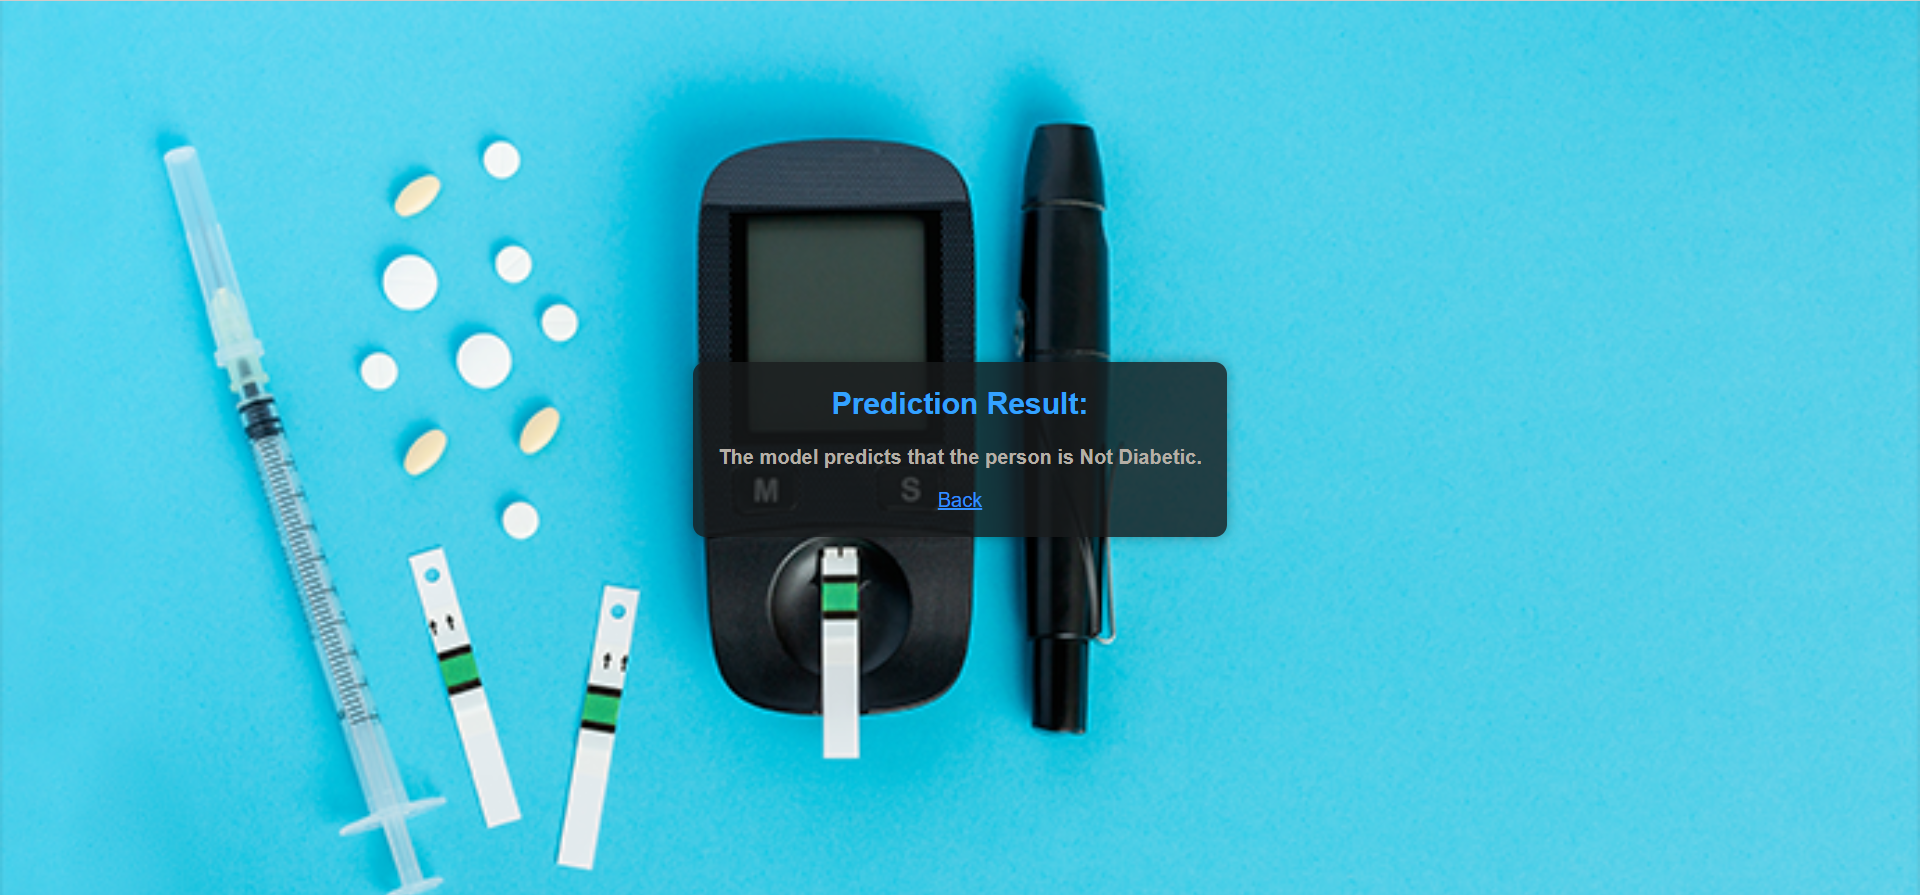 Prediction Result:
The model predicts that the person is Not Diabetic.
M S
Back